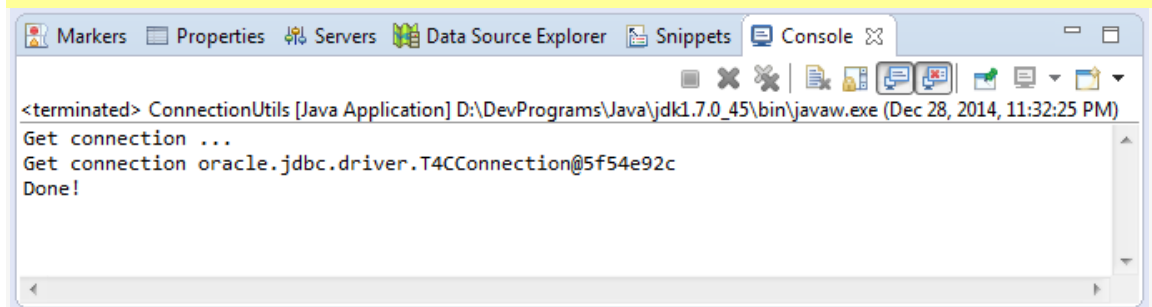 Markers Properties Servers Data Source Explorer Snippets Console
<terminated> ConnectionUtils [Java Application] D:\DevPrograms\Java\jdk1.7.0_45\bin\javaw.exe (Dec 28, 2014, 11:32:25 PM)
Get connection ...
Get connection oracle.jdbc.driver.T4CConnection@5f54e92c
Done!